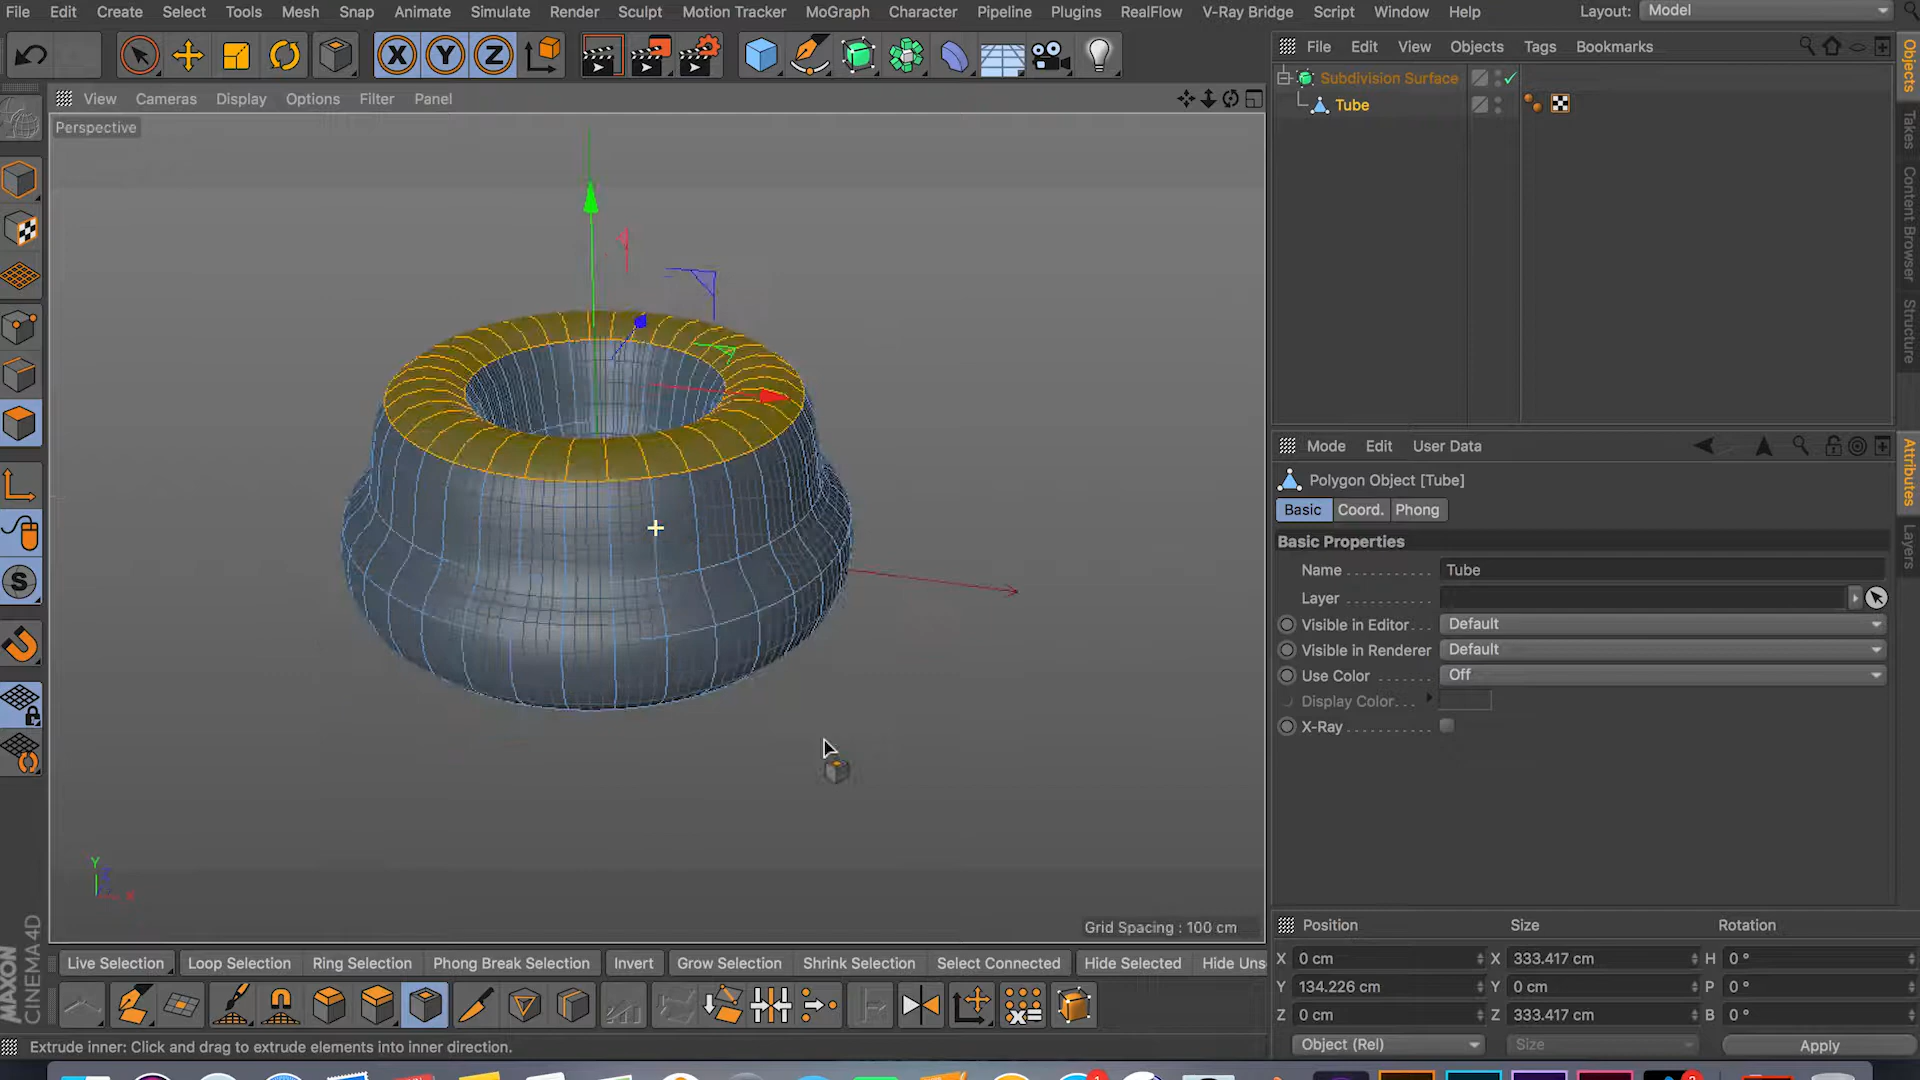 File Edit Create Select Tools Mesh Snap Animate Simulate Render Sculpt Motion Tracker MoGraph Character Pipeline Plugins RealFlow V-Ray Bridge Script Window Help Layout: Model
X Y Z
View Cameras Display Options Filter Panel
Perspective
S
Y
X
Grid Spacing : 100 cm
MAXON
CINEMA 4D
Live Selection Loop Selection Ring Selection Phong Break Selection Invert Grow Selection Shrink Selection Select Connected Hide Selected Hide Uns
Extrude inner: Click and drag to extrude elements into inner direction.
File Edit View Objects Tags Bookmarks
Subdivision Surface
Tube
Objects
Takes
Content Browser
Structure
Mode Edit User Data
Polygon Object [Tube]
Basic Coord. Phong
Basic Properties
Name Tube
Layer
Visible in Editor Default
Visible in Renderer Default
Use Color Off
Display Color
X-Ray
Attributes
Layers
Position Size Rotation
X 0 cm X 333.417 cm H 0 °
Y 134.226 cm Y 0 cm P 0 °
Z 0 cm Z 333.417 cm B 0 °
Object (Rel) Size Apply